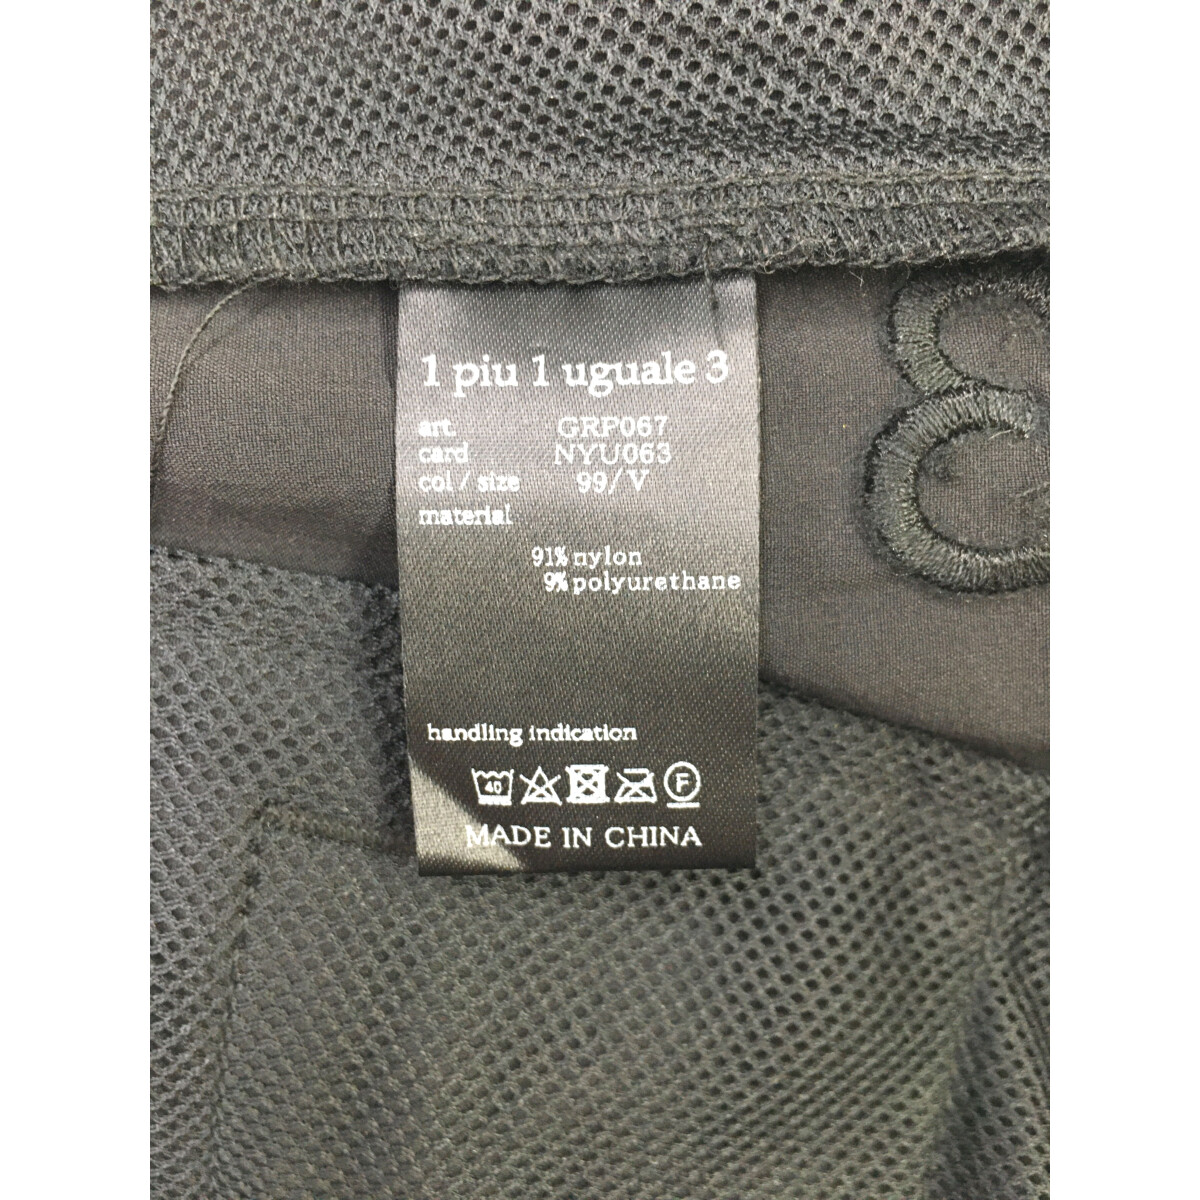 1 piu 1 uguale 3
art. GRP067
card NYU063
col / size 99/V
material
91% nylon
9% polyurethane
handling indication
40 F
MADE IN CHINA